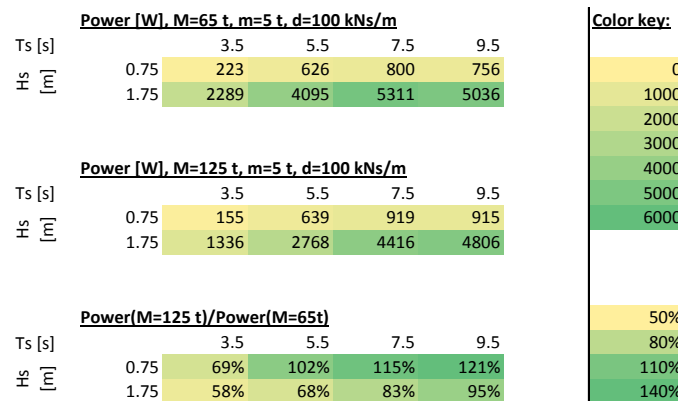 Power [W], M=65 t, m=5 t, d=100 kNs/m Color key:
Ts [s] 3.5 5.5 7.5 9.5
Hs [m] 0.75 223 626 800 756 0
1.75 2289 4095 5311 5036 1000
2000
3000
Power [W], M=125 t, m=5 t, d=100 kNs/m 4000
Ts [s] 3.5 5.5 7.5 9.5 5000
Hs [m] 0.75 155 639 919 915 6000
1.75 1336 2768 4416 4806
Power(M=125 t)/Power(M=65t) 50%
Ts [s] 3.5 5.5 7.5 9.5 80%
Hs [m] 0.75 69% 102% 115% 121% 110%
1.75 58% 68% 83% 95% 140%